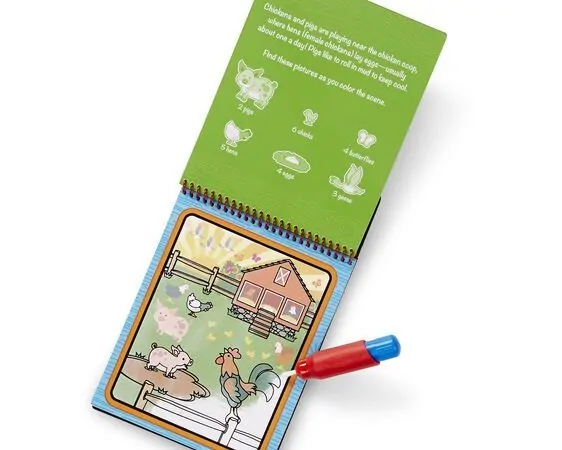 Chickens and pigs are playing near the chicken coop,
where hens (female chickens) lay eggs—usually
about one a day! Pigs like to roll in mud to keep cool.
Find these pictures as you color the scene.
2 pigs
6 chicks
4 butterflies
5 hens
4 eggs
3 geese